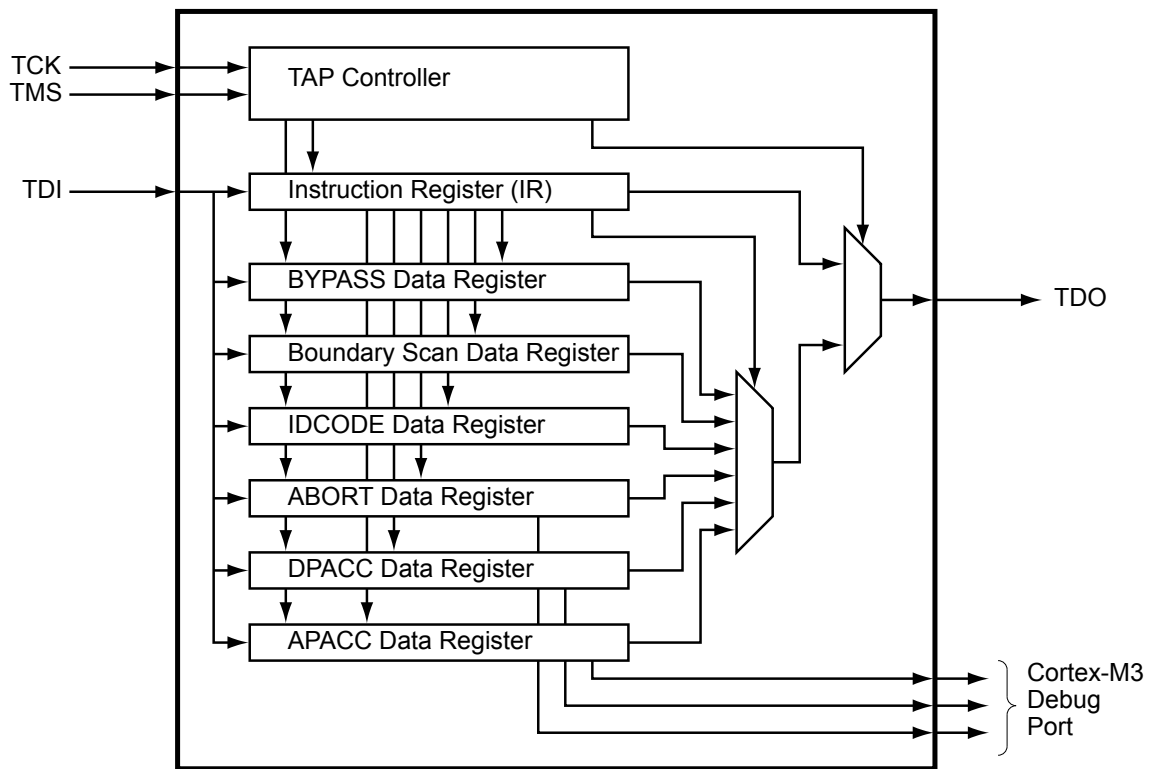 TCK
TMS
TAP Controller
TDI
Instruction Register (IR)
BYPASS Data Register
TDO
Boundary Scan Data Register
IDCODE Data Register
ABORT Data Register
DPACC Data Register
APACC Data Register
Cortex-M3
Debug
Port